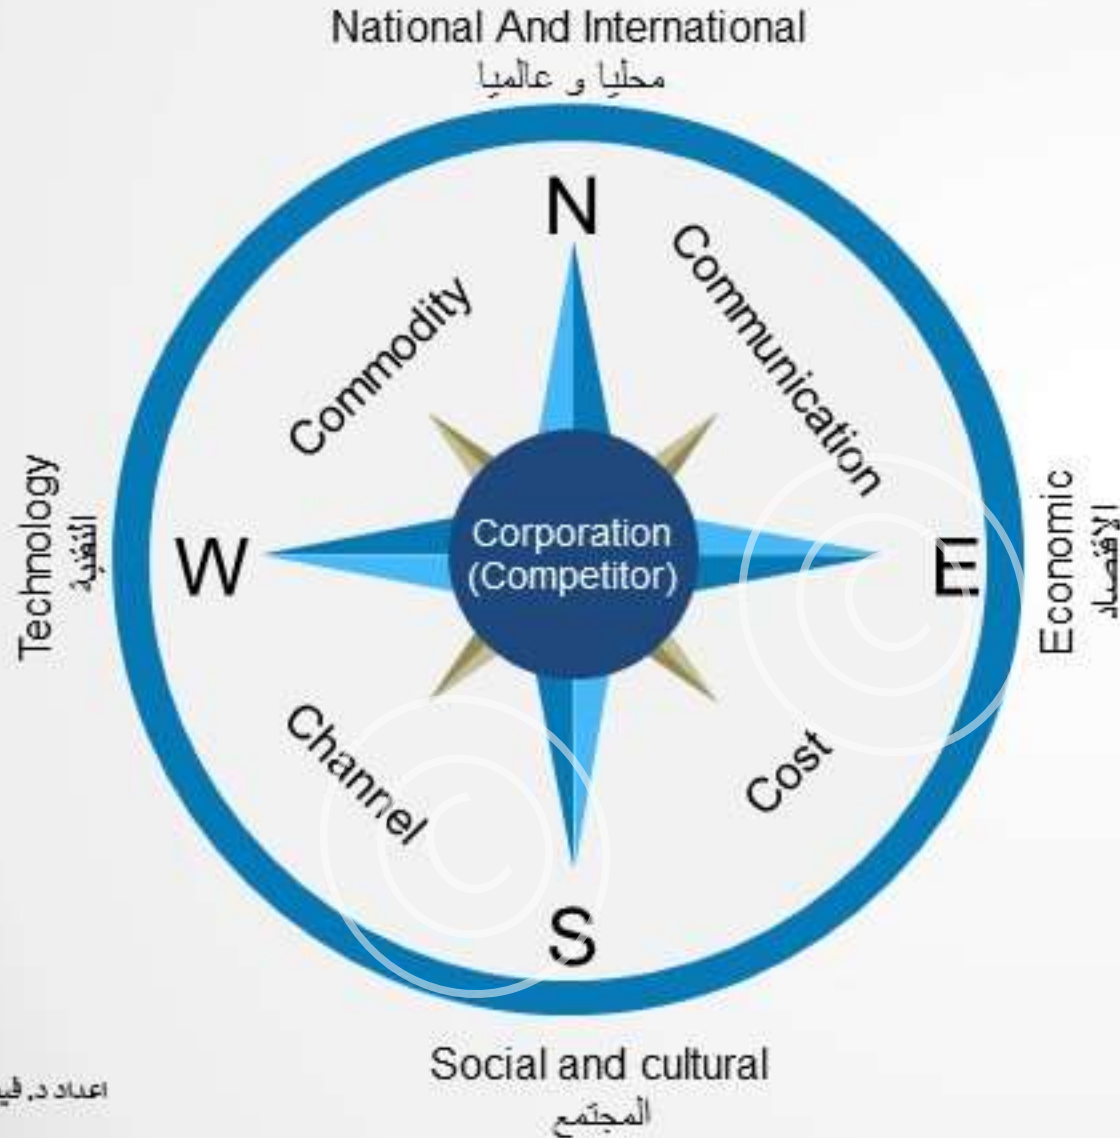 National And International
محليا و عالميا
N
Commodity
Communication
Technology
التقنية
W
Corporation
(Competitor)
E
Economic
الاقتصاد
Channel
Cost
S
Social and cultural
المجتمع
اعداد د.